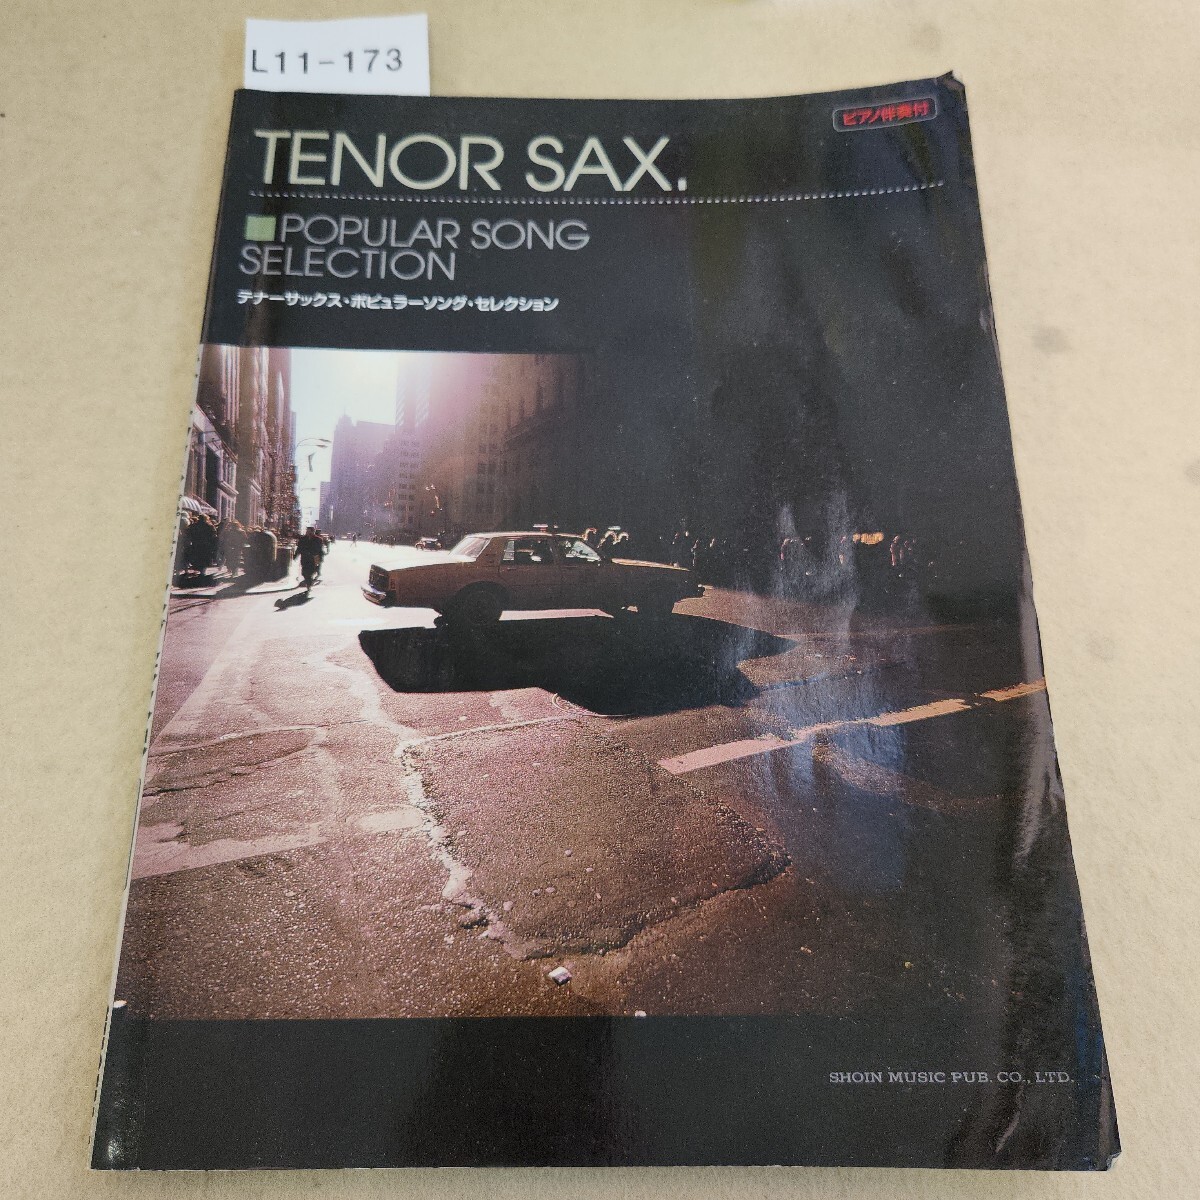 L11-173
ピアノ伴奏付
TENOR SAX.
POPULAR SONG
SELECTION
テナーサックス・ポピュラーソング・セレクション
SHOIN MUSIC PUB. CO., LTD.